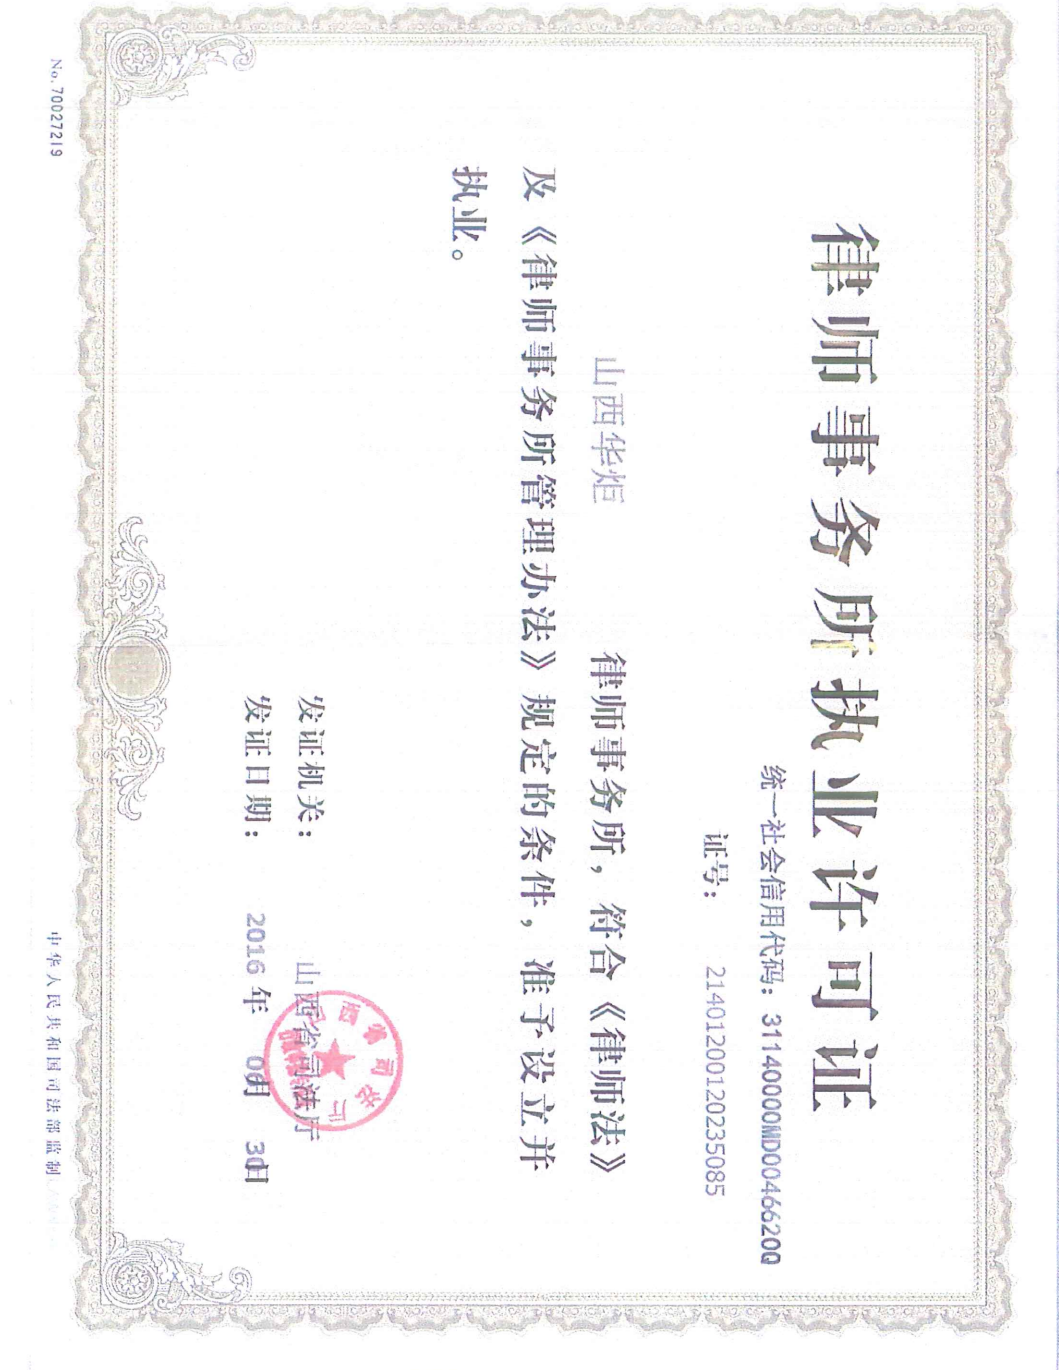 律师事务所执业许可证
统一社会信用代码：31140000MD0046620Q
证号： 21401200120235085
山西华炬 律师事务所，符合《律师法》
及《律师事务所管理办法》规定的条件，准予设立并
执业。
发证机关： 山西省司法厅
发证日期： 2016年 06月 30日
No. 70027219
中华人民共和国司法部监制